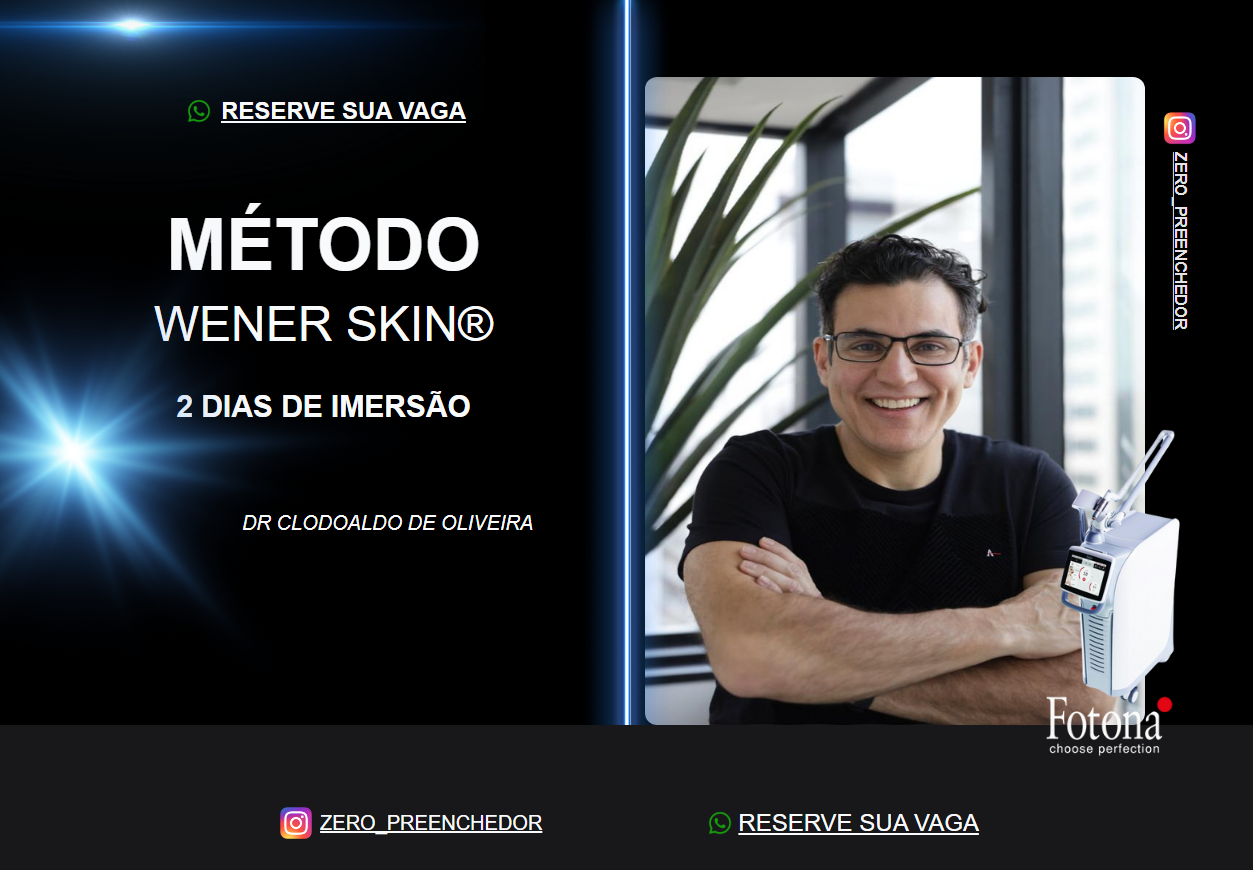 RESERVE SUA VAGA
MÉTODO
WENER SKIN®
2 DIAS DE IMERSÃO
DR CLODOALDO DE OLIVEIRA
ZERO_PREENCHEDOR
Fotona
choose perfection
ZERO_PREENCHEDOR
RESERVE SUA VAGA